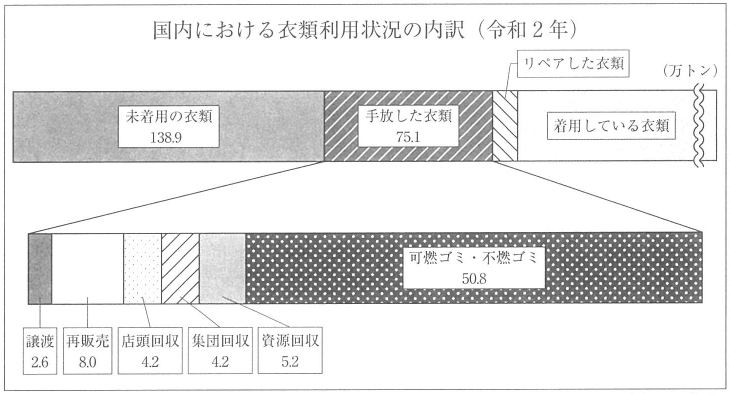 国内における衣類利用状況の内訳（令和２年）
リペアした衣類
（万トン）
未着用の衣類
138.9
手放した衣類
75.1
着用している衣類
可燃ゴミ・不燃ゴミ
50.8
譲渡
2.6
再販売
8.0
店頭回収
4.2
集団回収
4.2
資源回収
5.2